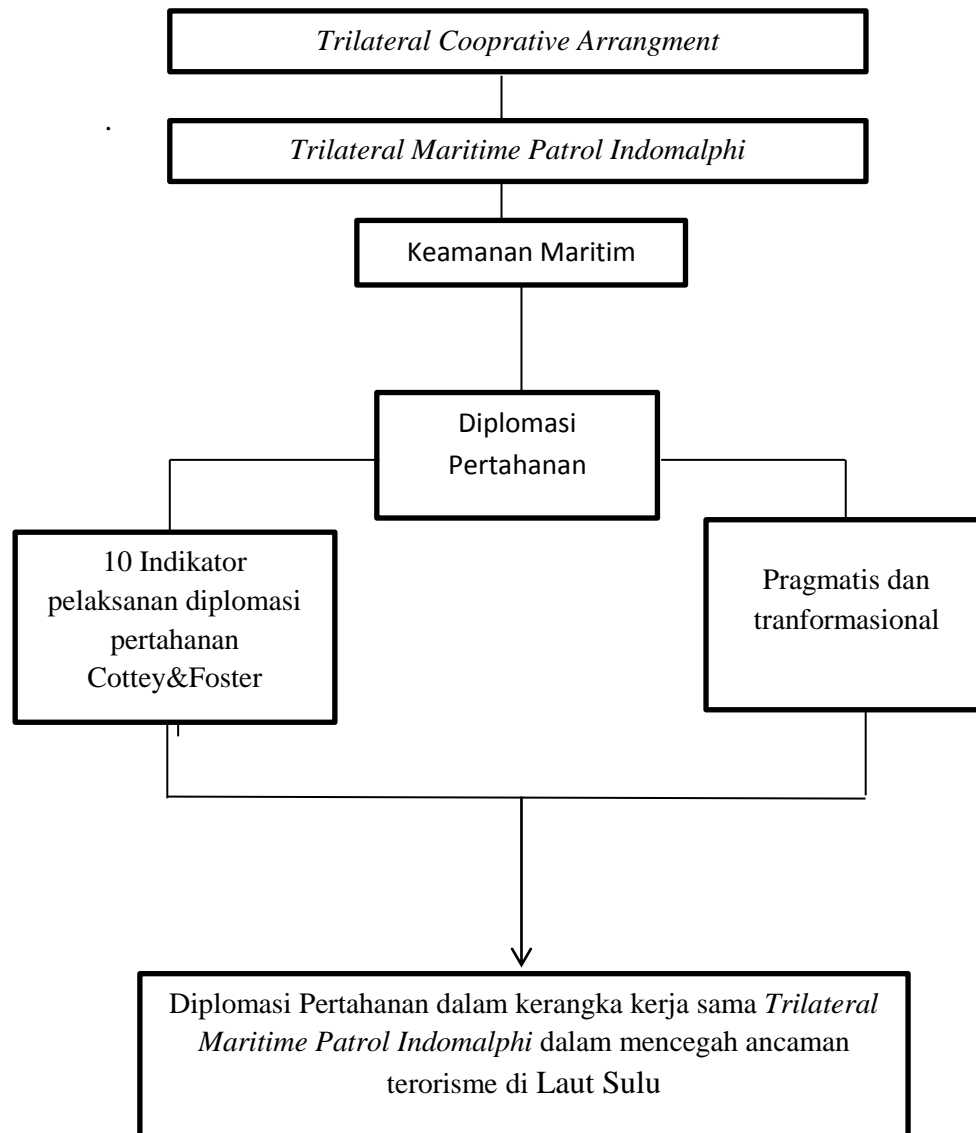 Trilateral Cooprative Arrangment
.
Trilateral Maritime Patrol Indomalphi
Keamanan Maritim
Diplomasi
Pertahanan
10 Indikator
pelaksanan diplomasi
pertahanan
Cottey&Foster
Pragmatis dan
tranformasional
Diplomasi Pertahanan dalam kerangka kerja sama Trilateral
Maritime Patrol Indomalphi dalam mencegah ancaman
terorisme di Laut Sulu